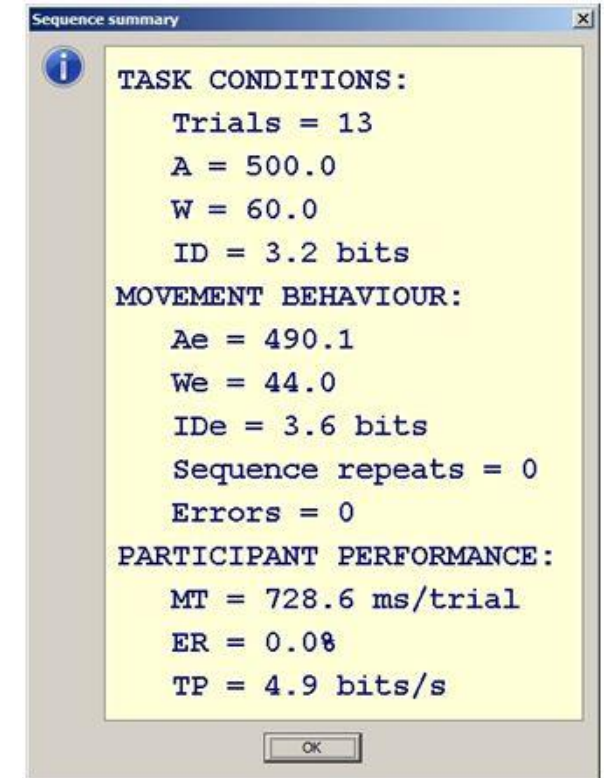 Sequence summary
TASK CONDITIONS:
Trials = 13
A = 500.0
W = 60.0
ID = 3.2 bits
MOVEMENT BEHAVIOUR:
Ae = 490.1
We = 44.0
IDe = 3.6 bits
Sequence repeats = 0
Errors = 0
PARTICIPANT PERFORMANCE:
MT = 728.6 ms/trial
ER = 0.0%
TP = 4.9 bits/s
OK